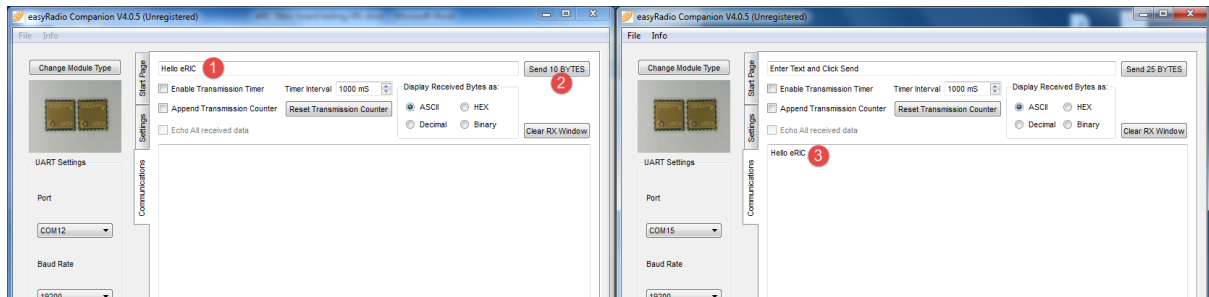 easyRadio Companion V4.0.5 (Unregistered)
File Info
Change Module Type
Start Page
Settings
Communications
Hello eRIC
1
Send 10 BYTES
2
Enable Transmission Timer
Timer Interval
1000 mS
Append Transmission Counter
Reset Transmission Counter
Echo All received data
Display Received Bytes as:
ASCII
HEX
Decimal
Binary
Clear RX Window
UART Settings
Port
COM12
Baud Rate
19200
easyRadio Companion V4.0.5 (Unregistered)
File Info
Change Module Type
Start Page
Settings
Communications
Enter Text and Click Send
Send 25 BYTES
Enable Transmission Timer
Timer Interval
1000 mS
Append Transmission Counter
Reset Transmission Counter
Echo All received data
Display Received Bytes as:
ASCII
HEX
Decimal
Binary
Clear RX Window
Hello eRIC
3
UART Settings
Port
COM15
Baud Rate
19200